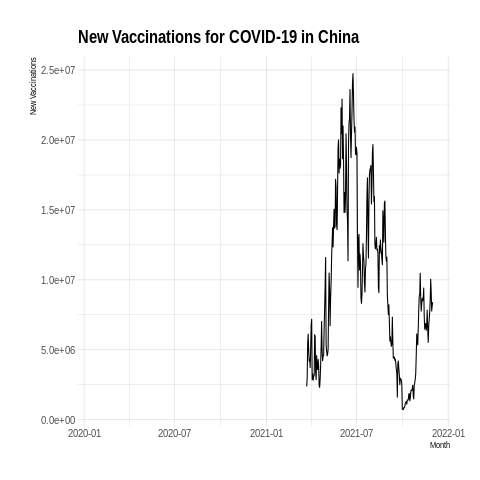 New Vaccinations for COVID-19 in China
New Vaccinations
2.5e+07
2.0e+07
1.5e+07
1.0e+07
5.0e+06
0.0e+00
2020-01 2020-07 2021-01 2021-07 2022-01
Month